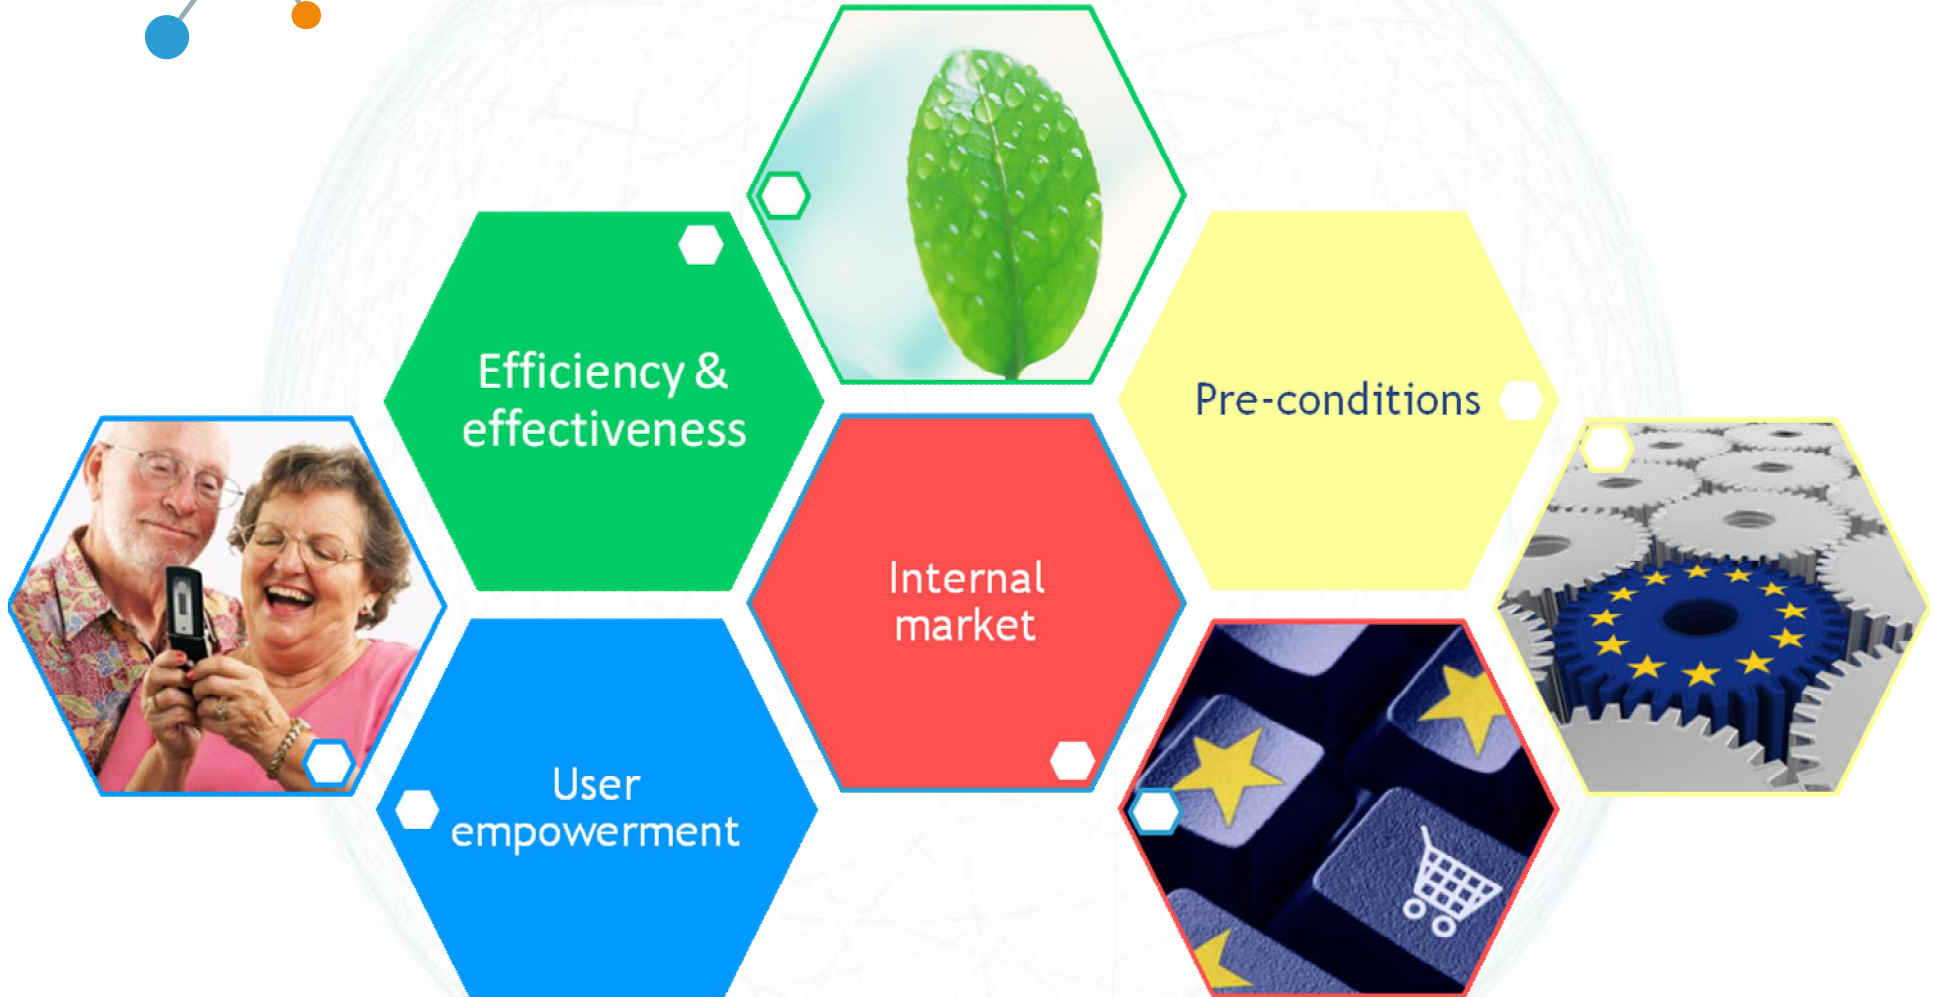 Efficiency &
effectiveness
Pre-conditions
Internal
market
User
empowerment